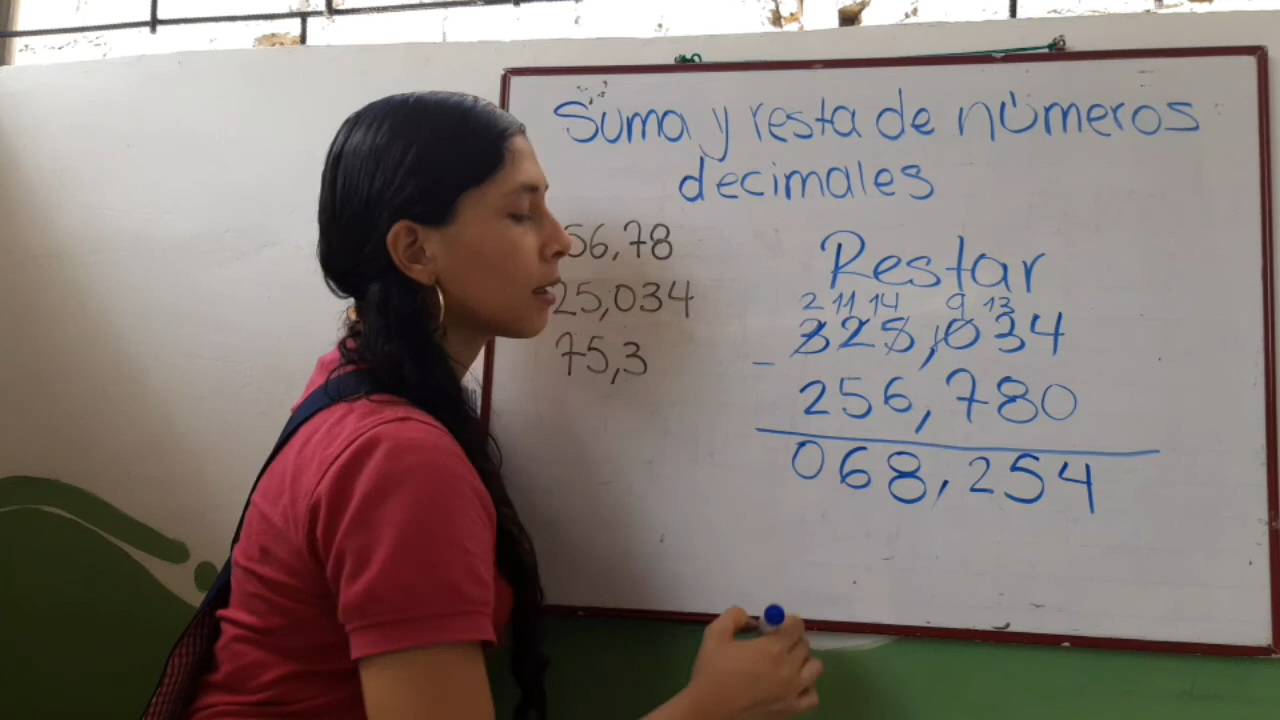 Suma y resta de números
decimales
56,78
25,034
75,3
Restar
2 11 14 9 13
325,034
- 256,780
068,254